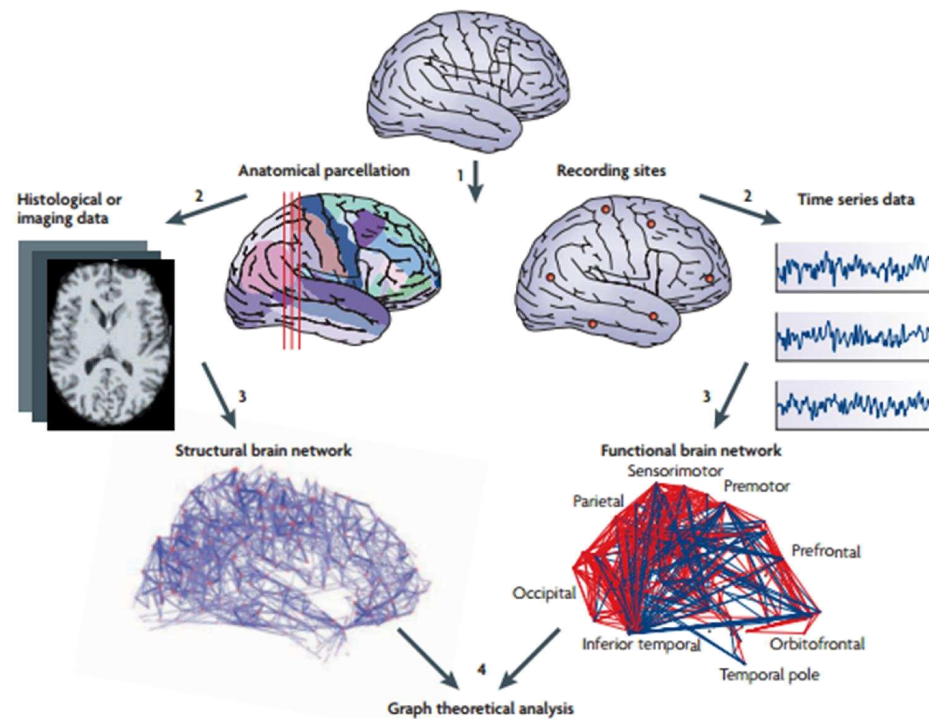 1
Anatomical parcellation
Recording sites
2
2
Histological or
imaging data
Time series data
3
3
Structural brain network
Functional brain network
Sensorimotor
Parietal
Premotor
Prefrontal
Occipital
Inferior temporal
Orbitofrontal
Temporal pole
4
Graph theoretical analysis